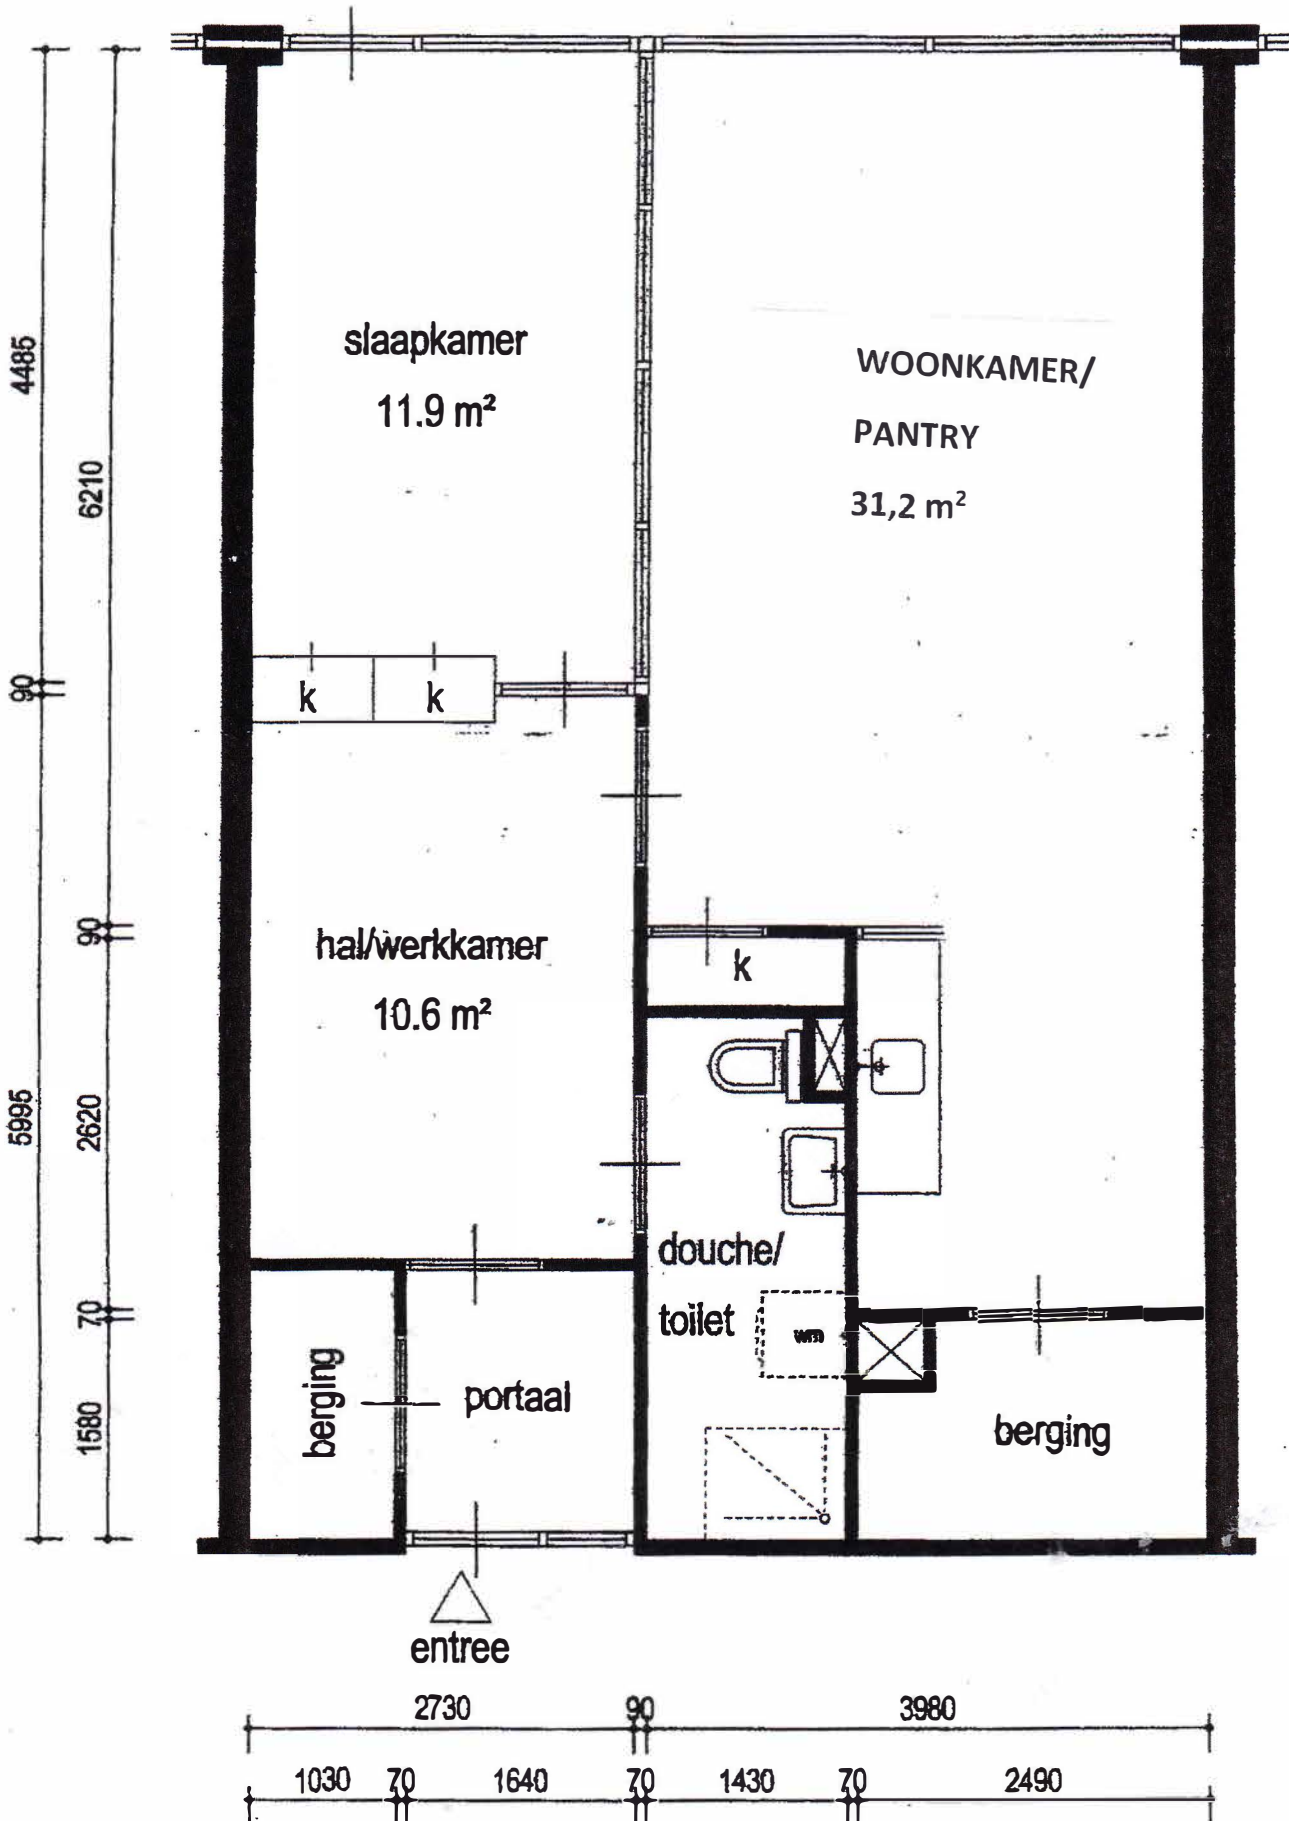 slaapkamer
11.9 m²
WOONKAMER/
PANTRY
31,2 m²
4485
6210
90
k
k
90
hal/werkkamer
10.6 m²
k
5995
2620
douche/
toilet
wm
70
berging
portaal
1580
berging
entree
2730
90
3980
1030
70
1640
70
1430
70
2490